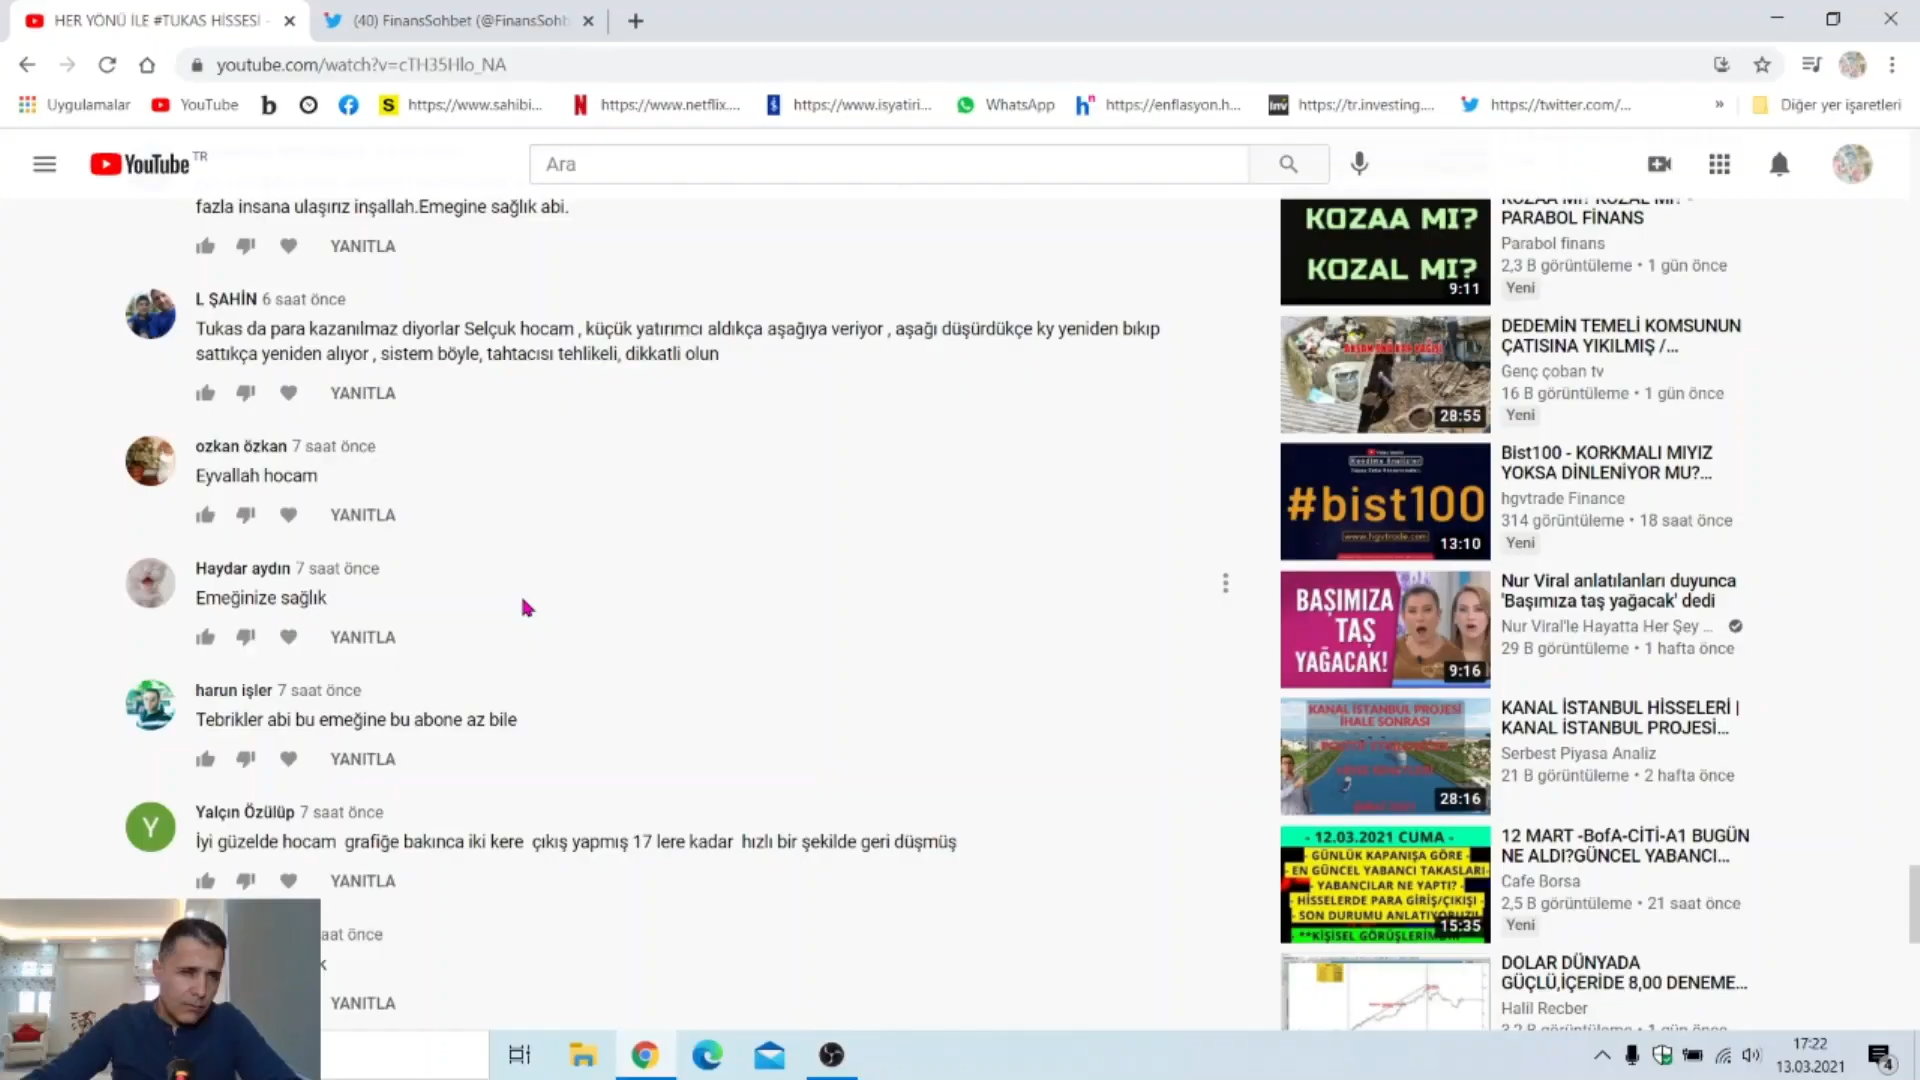 HER YÖNÜ İLE #TUKAS HİSSESİ -
(40) FinansSohbet (@FinansSohb
youtube.com/watch?v=cTH35Hlo_NA
Uygulamalar
YouTube
https://www.sahibi...
https://www.netflix....
https://www.isyatiri...
WhatsApp
https://enflasyon.h...
https://tr.investing....
https://twitter.com/...
Diğer yer işaretleri
YouTube TR
Ara
fazla insana ulaşırız inşallah.Emegine sağlık abi.
YANITLA
L ŞAHİN 6 saat önce
Tukas da para kazanılmaz diyorlar Selçuk hocam , küçük yatırımcı aldıkça aşağıya veriyor , aşağı düşürdükçe ky yeniden bıkıp
sattıkça yeniden alıyor , sistem böyle, tahtacısı tehlikeli, dikkatli olun
YANITLA
ozkan özkan 7 saat önce
Eyvallah hocam
YANITLA
Haydar aydın 7 saat önce
Emeğinize sağlık
YANITLA
harun işler 7 saat önce
Tebrikler abi bu emeğine bu abone az bile
YANITLA
Y
Yalçın Özülüp 7 saat önce
İyi güzelde hocam grafiğe bakınca iki kere çıkış yapmış 17 lere kadar hızlı bir şekilde geri düşmüş
YANITLA
aat önce
YANITLA
KOZAA MI?
KOZAL MI?
9:11
KOZAA MI? KOZAL MI? -
PARABOL FİNANS
Parabol finans
2,3 B görüntüleme • 1 gün önce
Yeni
28:55
DEDEMİN TEMELİ KOMSUNUN
ÇATISINA YIKILMIŞ /...
Genç çoban tv
16 B görüntüleme • 1 gün önce
Yeni
#bist100
www.hgvtrade.com
13:10
Bist100 - KORKMALI MIYIZ
YOKSA DİNLENİYOR MU?...
hgvtrade Finance
314 görüntüleme • 18 saat önce
Yeni
BAŞIMIZA
TAŞ
YAĞACAK!
9:16
Nur Viral anlatılanları duyunca
'Başımıza taş yağacak' dedi
Nur Viral'le Hayatta Her Şey ...
29 B görüntüleme • 1 hafta önce
KANAL İSTANBUL PROJESİ
İHALE SONRASI
28:16
KANAL İSTANBUL HİSSELERİ |
KANAL İSTANBUL PROJESİ...
Serbest Piyasa Analiz
21 B görüntüleme • 2 hafta önce
- 12.03.2021 CUMA -
- GÜNLÜK KAPANIŞA GÖRE -
- EN GÜNCEL YABANCI TAKASLARI-
- YABANCILAR NE YAPTI? -
- HİSSELERDE PARA GİRİŞ/ÇIKIŞI -
- SON DURUMU ANLATIYORUZ!!
15:35
12 MART -BofA-CİTİ-A1 BUGÜN
NE ALDI?GÜNCEL YABANCI...
Cafe Borsa
2,5 B görüntüleme • 21 saat önce
Yeni
DOLAR DÜNYADA
GÜÇLÜ,İÇERİDE 8,00 DENEME...
Halil Recber
17:22
13.03.2021
4